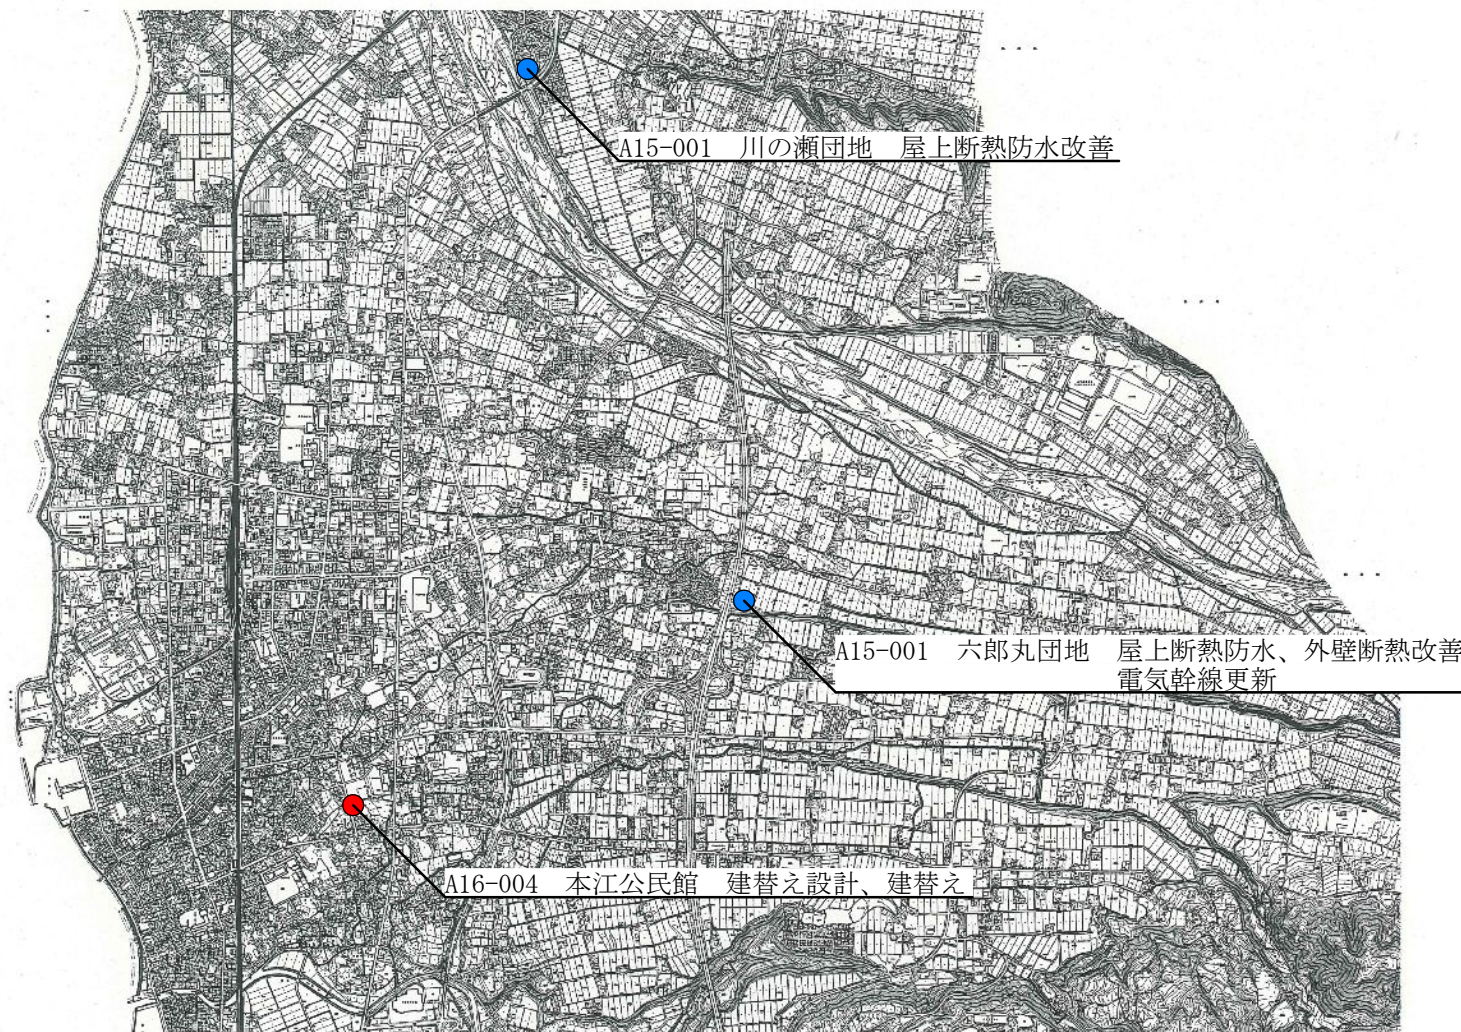 A15-001　川の瀬団地　屋上断熱防水改善
A15-001　六郎丸団地　屋上断熱防水、外壁断熱改善
電気幹線更新
A16-004　本江公民館　建替え設計、建替え